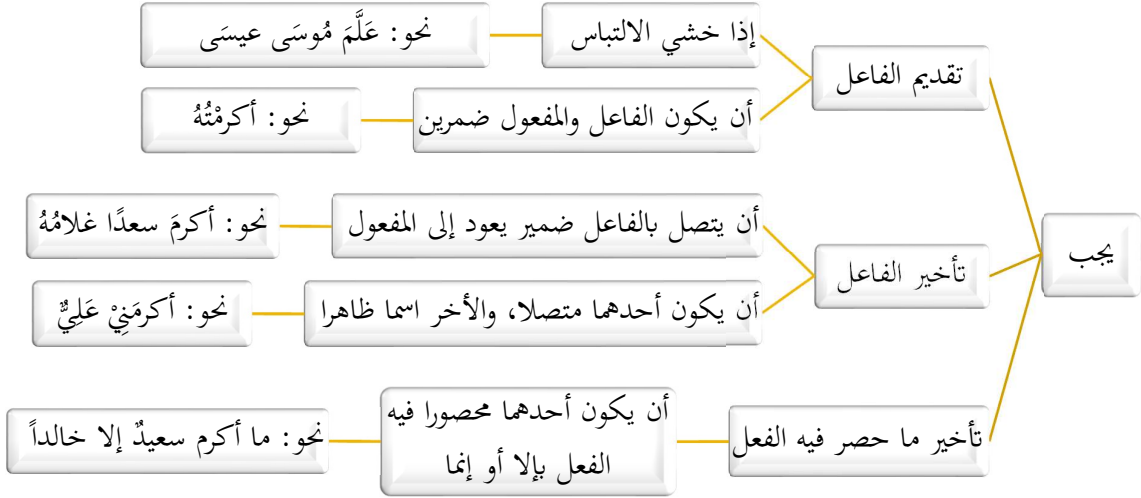 يجب
تقديم الفاعل
إذا خشي الالتباس
نحو: عَلَّمَ مُوسَى عيسَى
أن يكون الفاعل والمفعول ضمرين
نحو: أكرمْتُهُ
تأخير الفاعل
أن يتصل بالفاعل ضمير يعود إلى المفعول
نحو: أكرمَ سعدًا غلامُهُ
أن يكون أحدهما متصلا، والأخر اسما ظاهرا
نحو: أكرمَنِيْ عَلِيٌّ
تأخير ما حصر فيه الفعل
أن يكون أحدهما محصورا فيه
الفعل بإلا أو إنما
نحو: ما أكرم سعيدٌ إلا خالداً